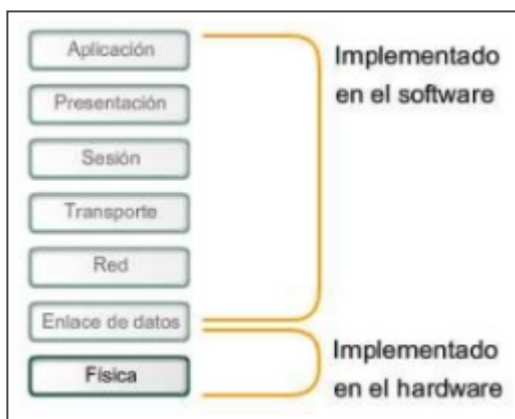 Aplicación
Presentación
Sesión
Transporte
Red
Enlace de datos
Física
Implementado
en el software
Implementado
en el hardware